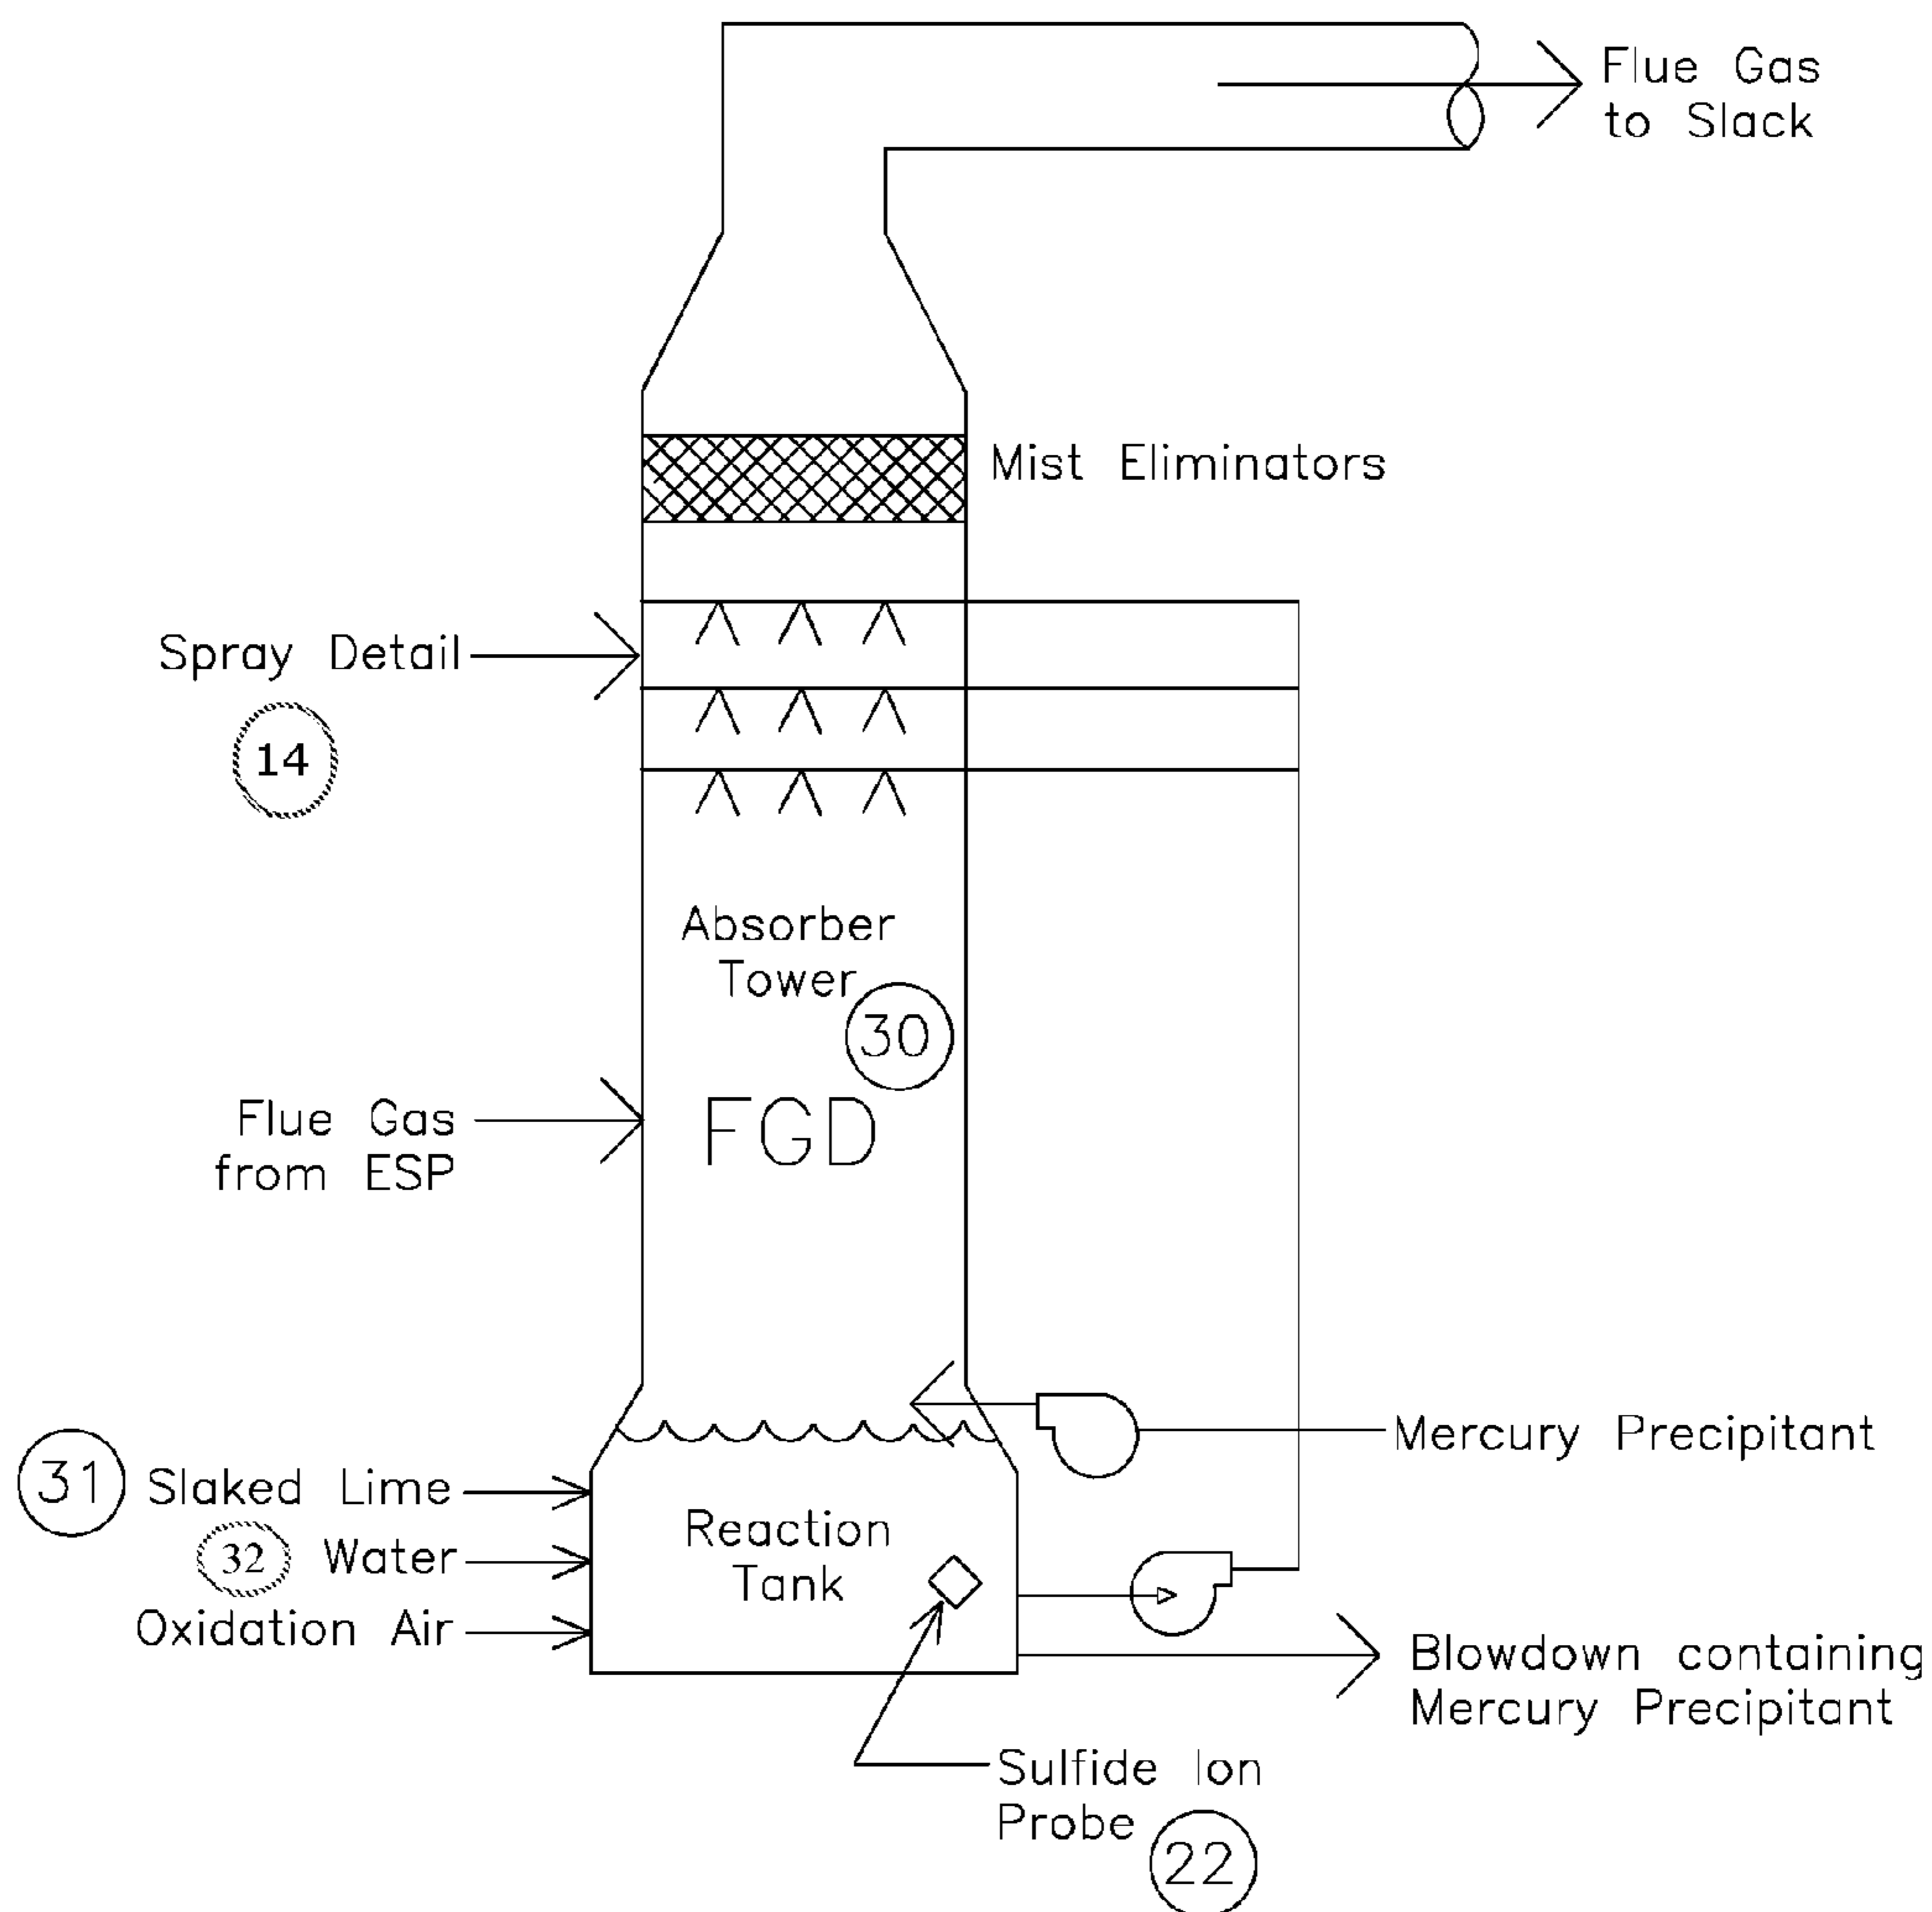 Flue Gas
to Slack
Mist Eliminators
Spray Detail
14
Absorber
Tower
30
Flue Gas
from ESP
FGD
Mercury Precipitant
31 Slaked Lime
32 Water
Oxidation Air
Reaction
Tank
Blowdown containing
Mercury Precipitant
Sulfide Ion
Probe
22